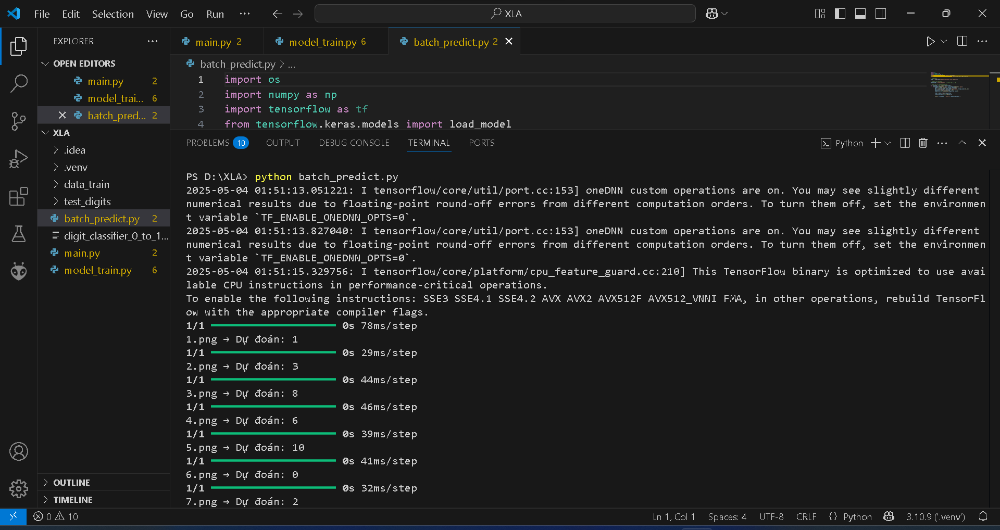 File Edit Selection View Go Run ··· XLA
EXPLORER ···
OPEN EDITORS
main.py 2
model_trai... 6
batch_pred... 2
XLA
.idea
.venv
data_train
test_digits
batch_predict.py 2
digit_classifier_0_to_1...
main.py 2
model_train.py 6
OUTLINE
TIMELINE
main.py 2 model_train.py 6 batch_predict.py 2
batch_predict.py > ...
1 import os
2 import numpy as np
3 import tensorflow as tf
4 from tensorflow.keras.models import load_model
PROBLEMS 10 OUTPUT DEBUG CONSOLE TERMINAL PORTS Python
PS D:\XLA> python batch_predict.py
2025-05-04 01:51:13.051221: I tensorflow/core/util/port.cc:153] oneDNN custom operations are on. You may see slightly different
numerical results due to floating-point round-off errors from different computation orders. To turn them off, set the environmen
t variable `TF_ENABLE_ONEDNN_OPTS=0`.
2025-05-04 01:51:13.827040: I tensorflow/core/util/port.cc:153] oneDNN custom operations are on. You may see slightly different
numerical results due to floating-point round-off errors from different computation orders. To turn them off, set the environmen
t variable `TF_ENABLE_ONEDNN_OPTS=0`.
2025-05-04 01:51:15.329756: I tensorflow/core/platform/cpu_feature_guard.cc:210] This TensorFlow binary is optimized to use avai
lable CPU instructions in performance-critical operations.
To enable the following instructions: SSE3 SSE4.1 SSE4.2 AVX AVX2 AVX512F AVX512_VNNI FMA, in other operations, rebuild TensorFl
ow with the appropriate compiler flags.
1/1 ━━━━━━━━━━━━━━━━━━━━ 0s 78ms/step
1.png → Dự đoán: 1
1/1 ━━━━━━━━━━━━━━━━━━━━ 0s 29ms/step
2.png → Dự đoán: 3
1/1 ━━━━━━━━━━━━━━━━━━━━ 0s 44ms/step
3.png → Dự đoán: 8
1/1 ━━━━━━━━━━━━━━━━━━━━ 0s 46ms/step
4.png → Dự đoán: 6
1/1 ━━━━━━━━━━━━━━━━━━━━ 0s 39ms/step
5.png → Dự đoán: 10
1/1 ━━━━━━━━━━━━━━━━━━━━ 0s 41ms/step
6.png → Dự đoán: 0
1/1 ━━━━━━━━━━━━━━━━━━━━ 0s 32ms/step
7.png → Dự đoán: 2
0 10 Ln 1, Col 1 Spaces: 4 UTF-8 CRLF {} Python 3.10.9 ('.venv')